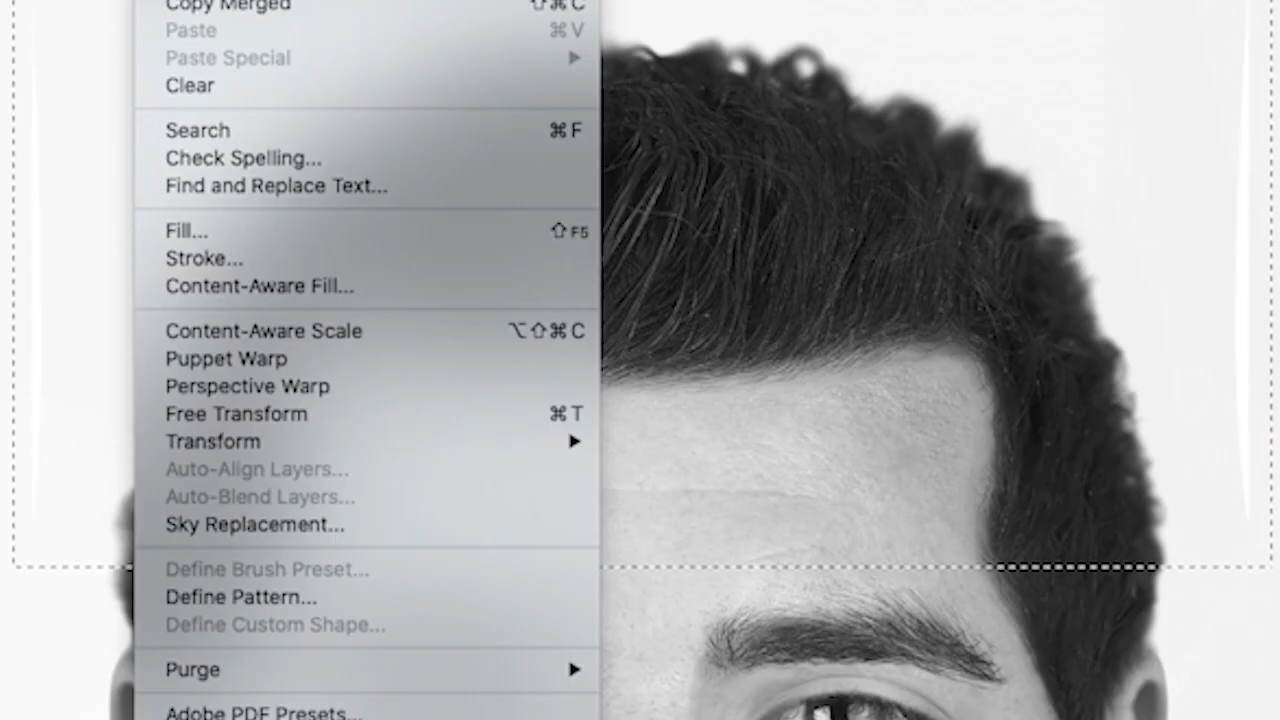 Copy Merged ⇧⌘C
Paste ⌘V
Paste Special ▶
Clear
Search ⌘F
Check Spelling...
Find and Replace Text...
Fill... ⇧F5
Stroke...
Content-Aware Fill...
Content-Aware Scale ⌥⇧⌘C
Puppet Warp
Perspective Warp
Free Transform ⌘T
Transform ▶
Auto-Align Layers...
Auto-Blend Layers...
Sky Replacement...
Define Brush Preset...
Define Pattern...
Define Custom Shape...
Purge ▶
Adobe PDF Presets...